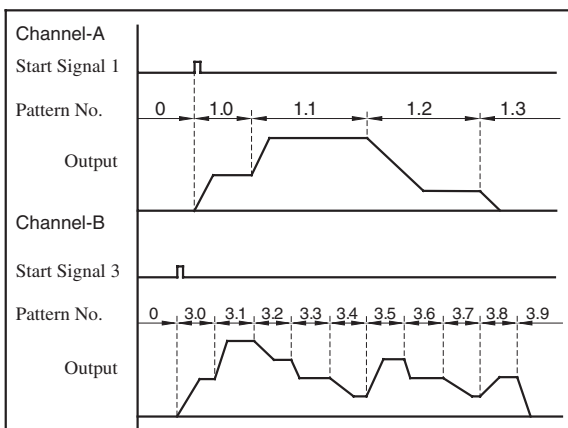 Channel-A
Start Signal 1
Pattern No. 0 1.0 1.1 1.2 1.3
Output
Channel-B
Start Signal 3
Pattern No. 0 3.0 3.1 3.2 3.3 3.4 3.5 3.6 3.7 3.8 3.9
Output